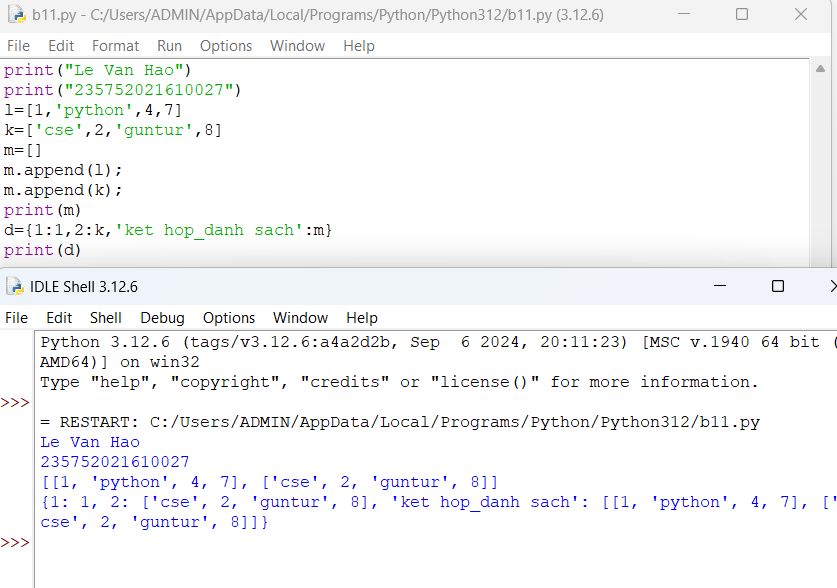 b11.py - C:/Users/ADMIN/AppData/Local/Programs/Python/Python312/b11.py (3.12.6)
File Edit Format Run Options Window Help
print("Le Van Hao")
print("235752021610027")
l=[1,'python',4,7]
k=['cse',2,'guntur',8]
m=[]
m.append(l);
m.append(k);
print(m)
d={1:1,2:k,'ket hop_danh sach':m}
print(d)
IDLE Shell 3.12.6
File Edit Shell Debug Options Window Help
Python 3.12.6 (tags/v3.12.6:a4a2d2b, Sep  6 2024, 20:11:23) [MSC v.1940 64 bit (
AMD64)] on win32
Type "help", "copyright", "credits" or "license()" for more information.
>>>
= RESTART: C:/Users/ADMIN/AppData/Local/Programs/Python/Python312/b11.py
Le Van Hao
235752021610027
[[1, 'python', 4, 7], ['cse', 2, 'guntur', 8]]
{1: 1, 2: ['cse', 2, 'guntur', 8], 'ket hop_danh sach': [[1, 'python', 4, 7], ['
cse', 2, 'guntur', 8]]}
>>>